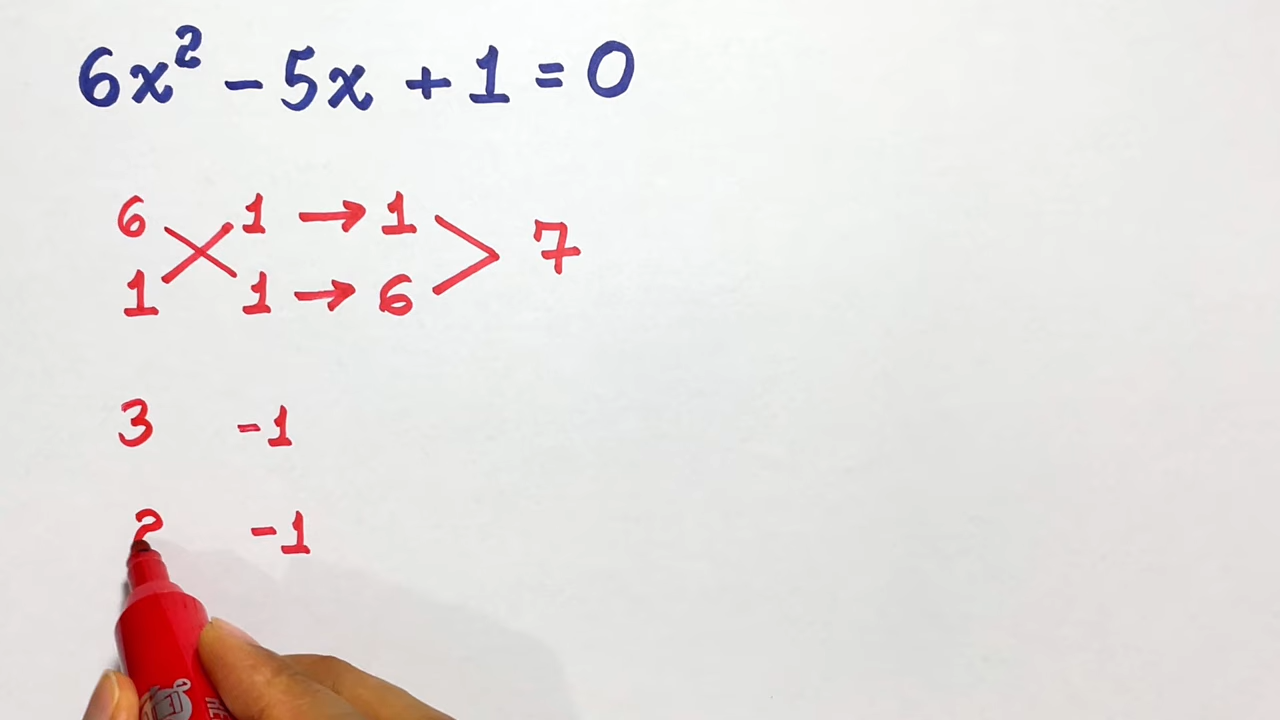 6x² - 5x + 1 = 0
6 1 → 1
7
1 1 → 6
3 -1
2 -1